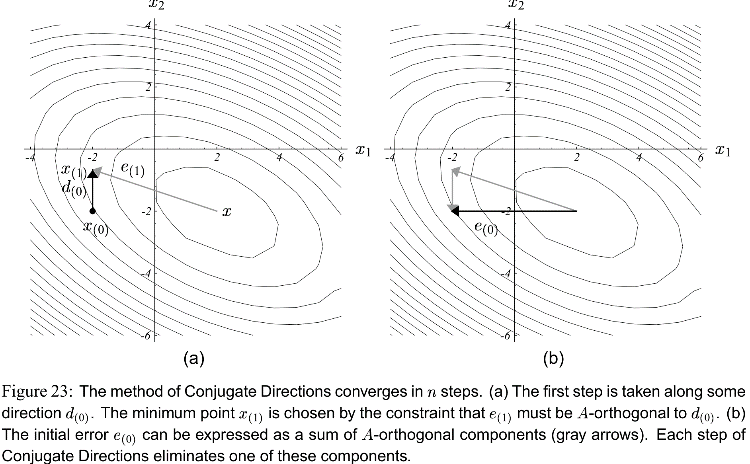 x2
4
2
-4
-2
2
4
6
x1
x(1)
e(1)
d(0)
-2
x
x(0)
-4
-6
(a)
x2
4
2
-4
-2
2
4
6
x1
-2
e(0)
-4
-6
(b)
Figure 23: The method of Conjugate Directions converges in n steps. (a) The first step is taken along some
direction d(0). The minimum point x(1) is chosen by the constraint that e(1) must be A-orthogonal to d(0). (b)
The initial error e(0) can be expressed as a sum of A-orthogonal components (gray arrows). Each step of
Conjugate Directions eliminates one of these components.